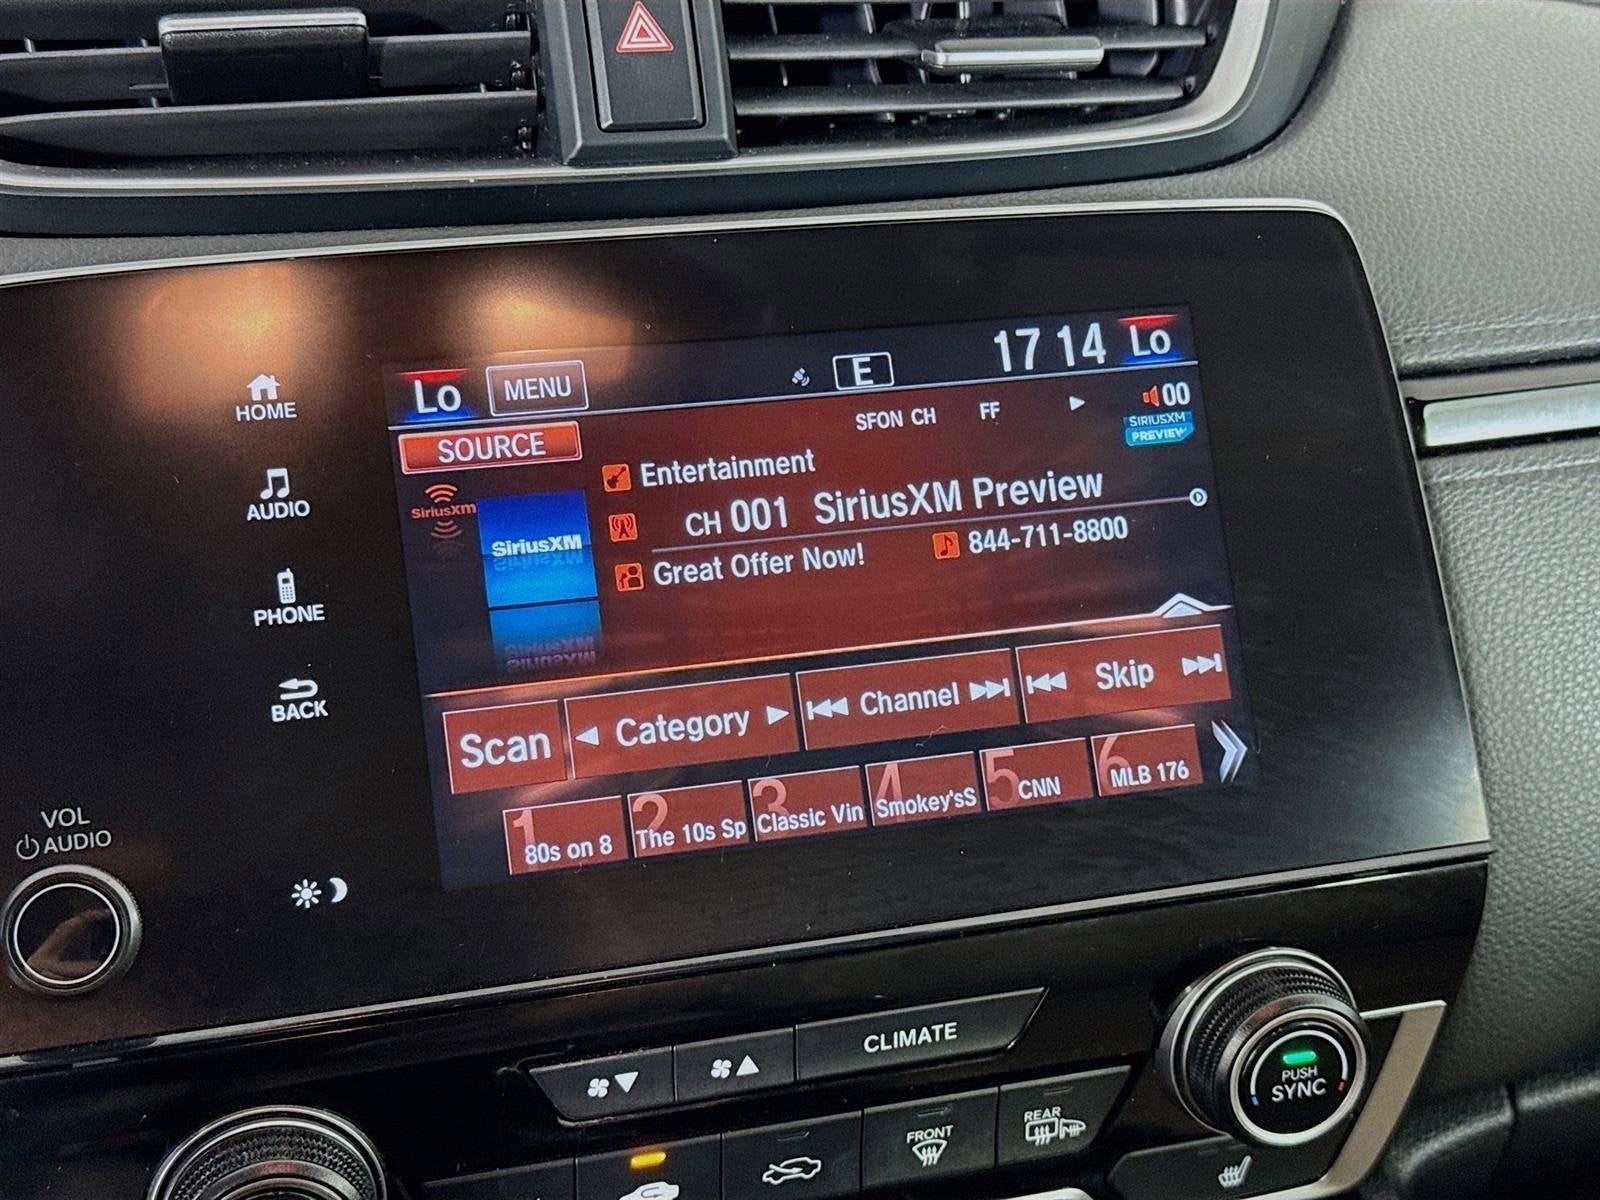 Lo
MENU
E
17 14
Lo
SOURCE
SFON CH
FF
00
SIRIUSXM
PREVIEW
SiriusXM
Entertainment
CH 001 SiriusXM Preview
SiriusXM
Great Offer Now!
844-711-8800
Scan
Category
Channel
Skip
1
80s on 8
2
The 10s Sp
3
Classic Vin
4
Smokey'sS
5
CNN
6
MLB 176
HOME
AUDIO
PHONE
BACK
VOL
AUDIO
CLIMATE
PUSH
SYNC
FRONT
REAR